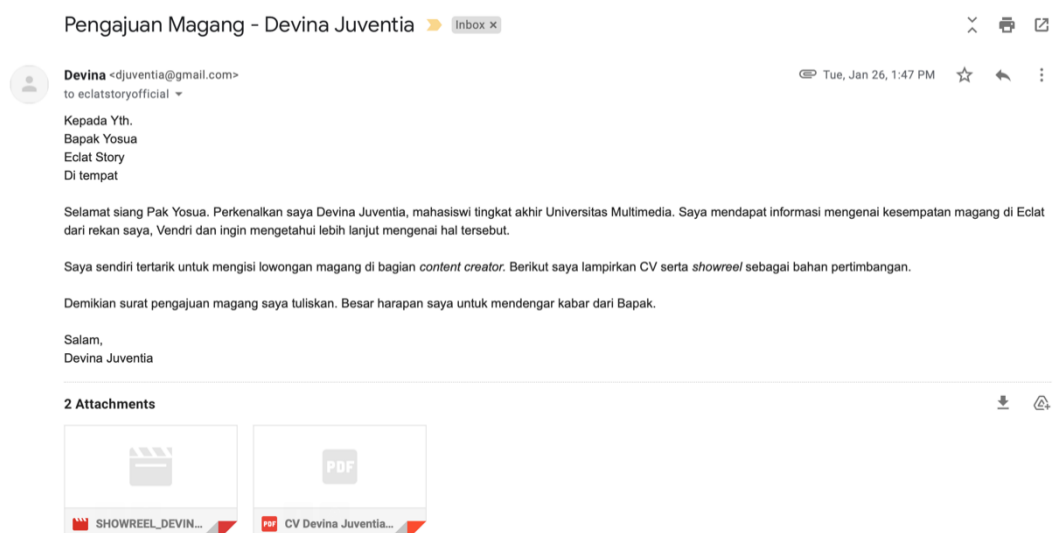 Pengajuan Magang - Devina Juventia Inbox ×
Devina <djuventia@gmail.com> Tue, Jan 26, 1:47 PM
to eclatstoryofficial
Kepada Yth.
Bapak Yosua
Eclat Story
Di tempat
Selamat siang Pak Yosua. Perkenalkan saya Devina Juventia, mahasiswi tingkat akhir Universitas Multimedia. Saya mendapat informasi mengenai kesempatan magang di Eclat
dari rekan saya, Vendri dan ingin mengetahui lebih lanjut mengenai hal tersebut.
Saya sendiri tertarik untuk mengisi lowongan magang di bagian content creator. Berikut saya lampirkan CV serta showreel sebagai bahan pertimbangan.
Demikian surat pengajuan magang saya tuliskan. Besar harapan saya untuk mendengar kabar dari Bapak.
Salam,
Devina Juventia
2 Attachments
PDF
SHOWREEL_DEVIN...
PDF CV Devina Juventia...